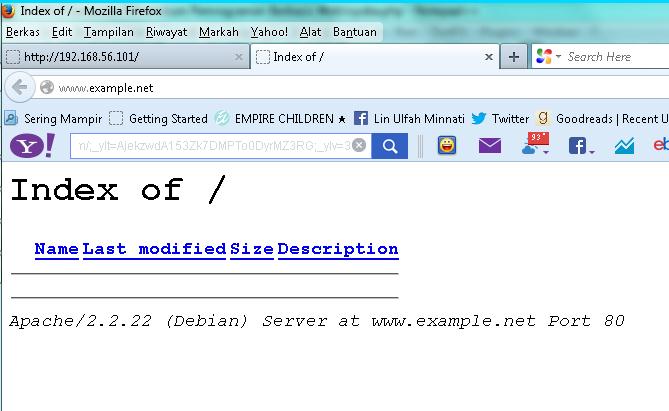 Index of / - Mozilla Firefox
Berkas Edit Tampilan Riwayat Markah Yahoo! Alat Bantuan
http://192.168.56.101/ × Index of / × + Search Here
www.example.net
Sering Mampir Getting Started EMPIRE CHILDREN ★ Lin Ulfah Minnati Twitter g Goodreads | Recent U
Y! n/;_ylt=AjekzwdA153Zk7DMPTo0DyrMZ3RG;_ylv=3 93° f eb
Index of /
Name Last modified Size Description
Apache/2.2.22 (Debian) Server at www.example.net Port 80